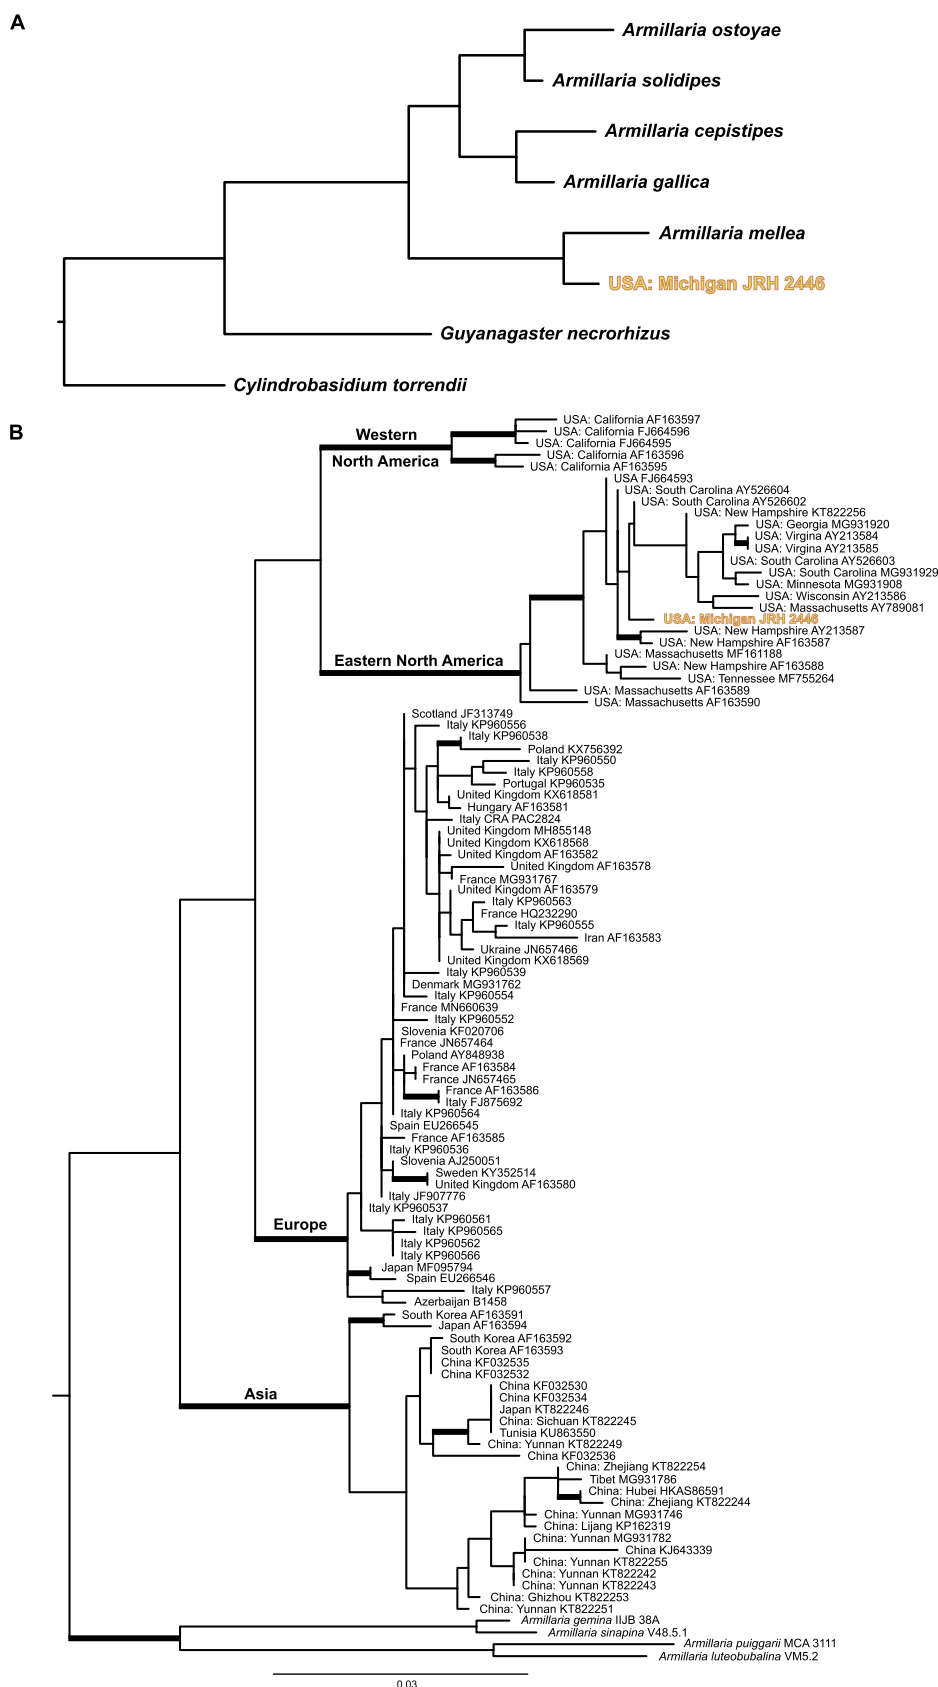 A
Armillaria ostoyae
Armillaria solidipes
Armillaria cepistipes
Armillaria gallica
Armillaria mellea
USA: Michigan JRH 2446
Guyanagaster necrorhizus
Cylindrobasidium torrendii
B
Western
North America
USA: California AF163597
USA: California FJ664596
USA: California FJ664595
USA: California AF163596
USA: California AF163595
USA FJ664593
USA: South Carolina AY526604
USA: South Carolina AY526602
USA: New Hampshire KT822256
USA: Georgia MG931920
USA: Virgina AY213584
USA: Virgina AY213585
USA: South Carolina AY526603
USA: South Carolina MG931929
USA: Minnesota MG931908
USA: Wisconsin AY213586
USA: Massachusetts AY789081
USA: Michigan JRH 2446
USA: New Hampshire AY213587
USA: New Hampshire AF163587
USA: Massachusetts MF161188
Eastern North America
USA: New Hampshire AF163588
USA: Tennessee MF755264
USA: Massachusetts AF163589
USA: Massachusetts AF163590
Scotland JF313749
Italy KP960556
Italy KP960538
Poland KX756392
Italy KP960550
Italy KP960558
Portugal KP960535
United Kingdom KX618581
Hungary AF163581
Italy CRA PAC2824
United Kingdom MH855148
United Kingdom KX618568
United Kingdom AF163582
United Kingdom AF163578
France MG931767
United Kingdom AF163579
Italy KP960563
France HQ232290
Italy KP960555
Iran AF163583
Ukraine JN657466
United Kingdom KX618569
Italy KP960539
Denmark MG931762
Italy KP960554
France MN660639
Italy KP960552
Slovenia KF020706
France JN657464
Poland AY848938
France AF163584
France JN657465
France AF163586
Italy FJ875692
Italy KP960564
Spain EU266545
France AF163585
Italy KP960536
Slovenia AJ250051
Sweden KY352514
United Kingdom AF163580
Italy JF907776
Italy KP960537
Europe
Italy KP960561
Italy KP960565
Italy KP960562
Italy KP960566
Japan MF095794
Spain EU266546
Italy KP960557
Azerbaijan B1458
South Korea AF163591
Japan AF163594
South Korea AF163592
South Korea AF163593
China KF032535
China KF032532
Asia
China KF032530
China KF032534
Japan KT822246
China: Sichuan KT822245
Tunisia KU863550
China: Yunnan KT822249
China KF032536
China: Zhejiang KT822254
Tibet MG931786
China: Hubei HKAS86591
China: Zhejiang KT822244
China: Yunnan MG931746
China: Lijang KP162319
China: Yunnan MG931782
China KJ643339
China: Yunnan KT822255
China: Yunnan KT822242
China: Yunnan KT822243
China: Ghizhou KT822253
China: Yunnan KT822251
Armillaria gemina IIJB 38A
Armillaria sinapina V48.5.1
Armillaria puiggarii MCA 3111
Armillaria luteobubalina VM5.2
0.03